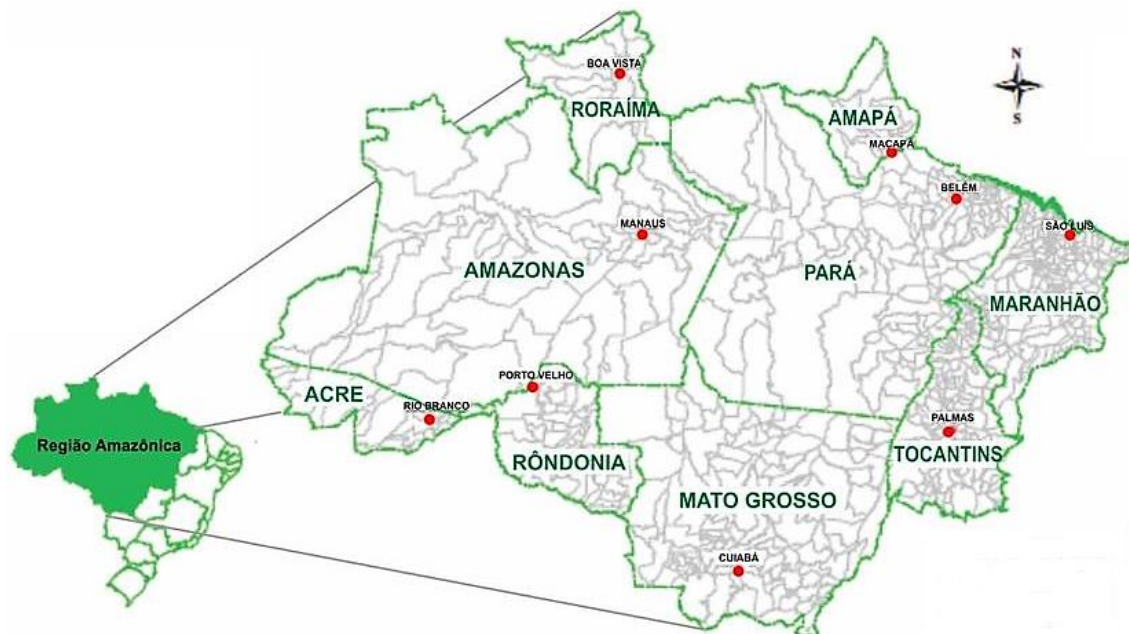 N
S
BOA VISTA
RORAÍMA
AMAPÁ
MACAPÁ
BELÉM
SÃO LUÍS
MANAUS
AMAZONAS
PARÁ
MARANHÃO
PORTO VELHO
ACRE
RIO BRANCO
PALMAS
Região Amazônica
RÔNDONIA
TOCANTINS
MATO GROSSO
CUIABÁ